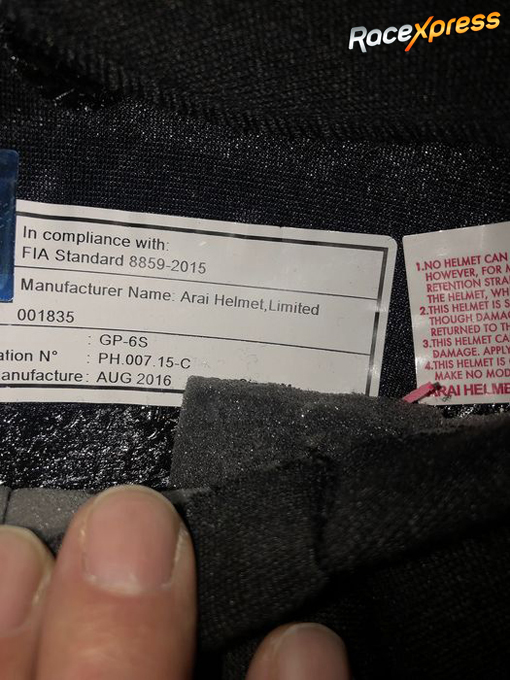 RaceXpress
In compliance with:
FIA Standard 8859-2015
Manufacturer Name: Arai Helmet,Limited
001835
: GP-6S
ation N° : PH.007.15-C
anufacture : AUG 2016
1.NO HELMET CAN
HOWEVER, FOR M
RETENTION STRA
THE HELMET, WH
2.THIS HELMET IS S
THOUGH DAMAG
RETURNED TO TH
3.THIS HELMET CA
DAMAGE. APPLY
4.THIS HELMET IS
MAKE NO MOD
ARAI HELME